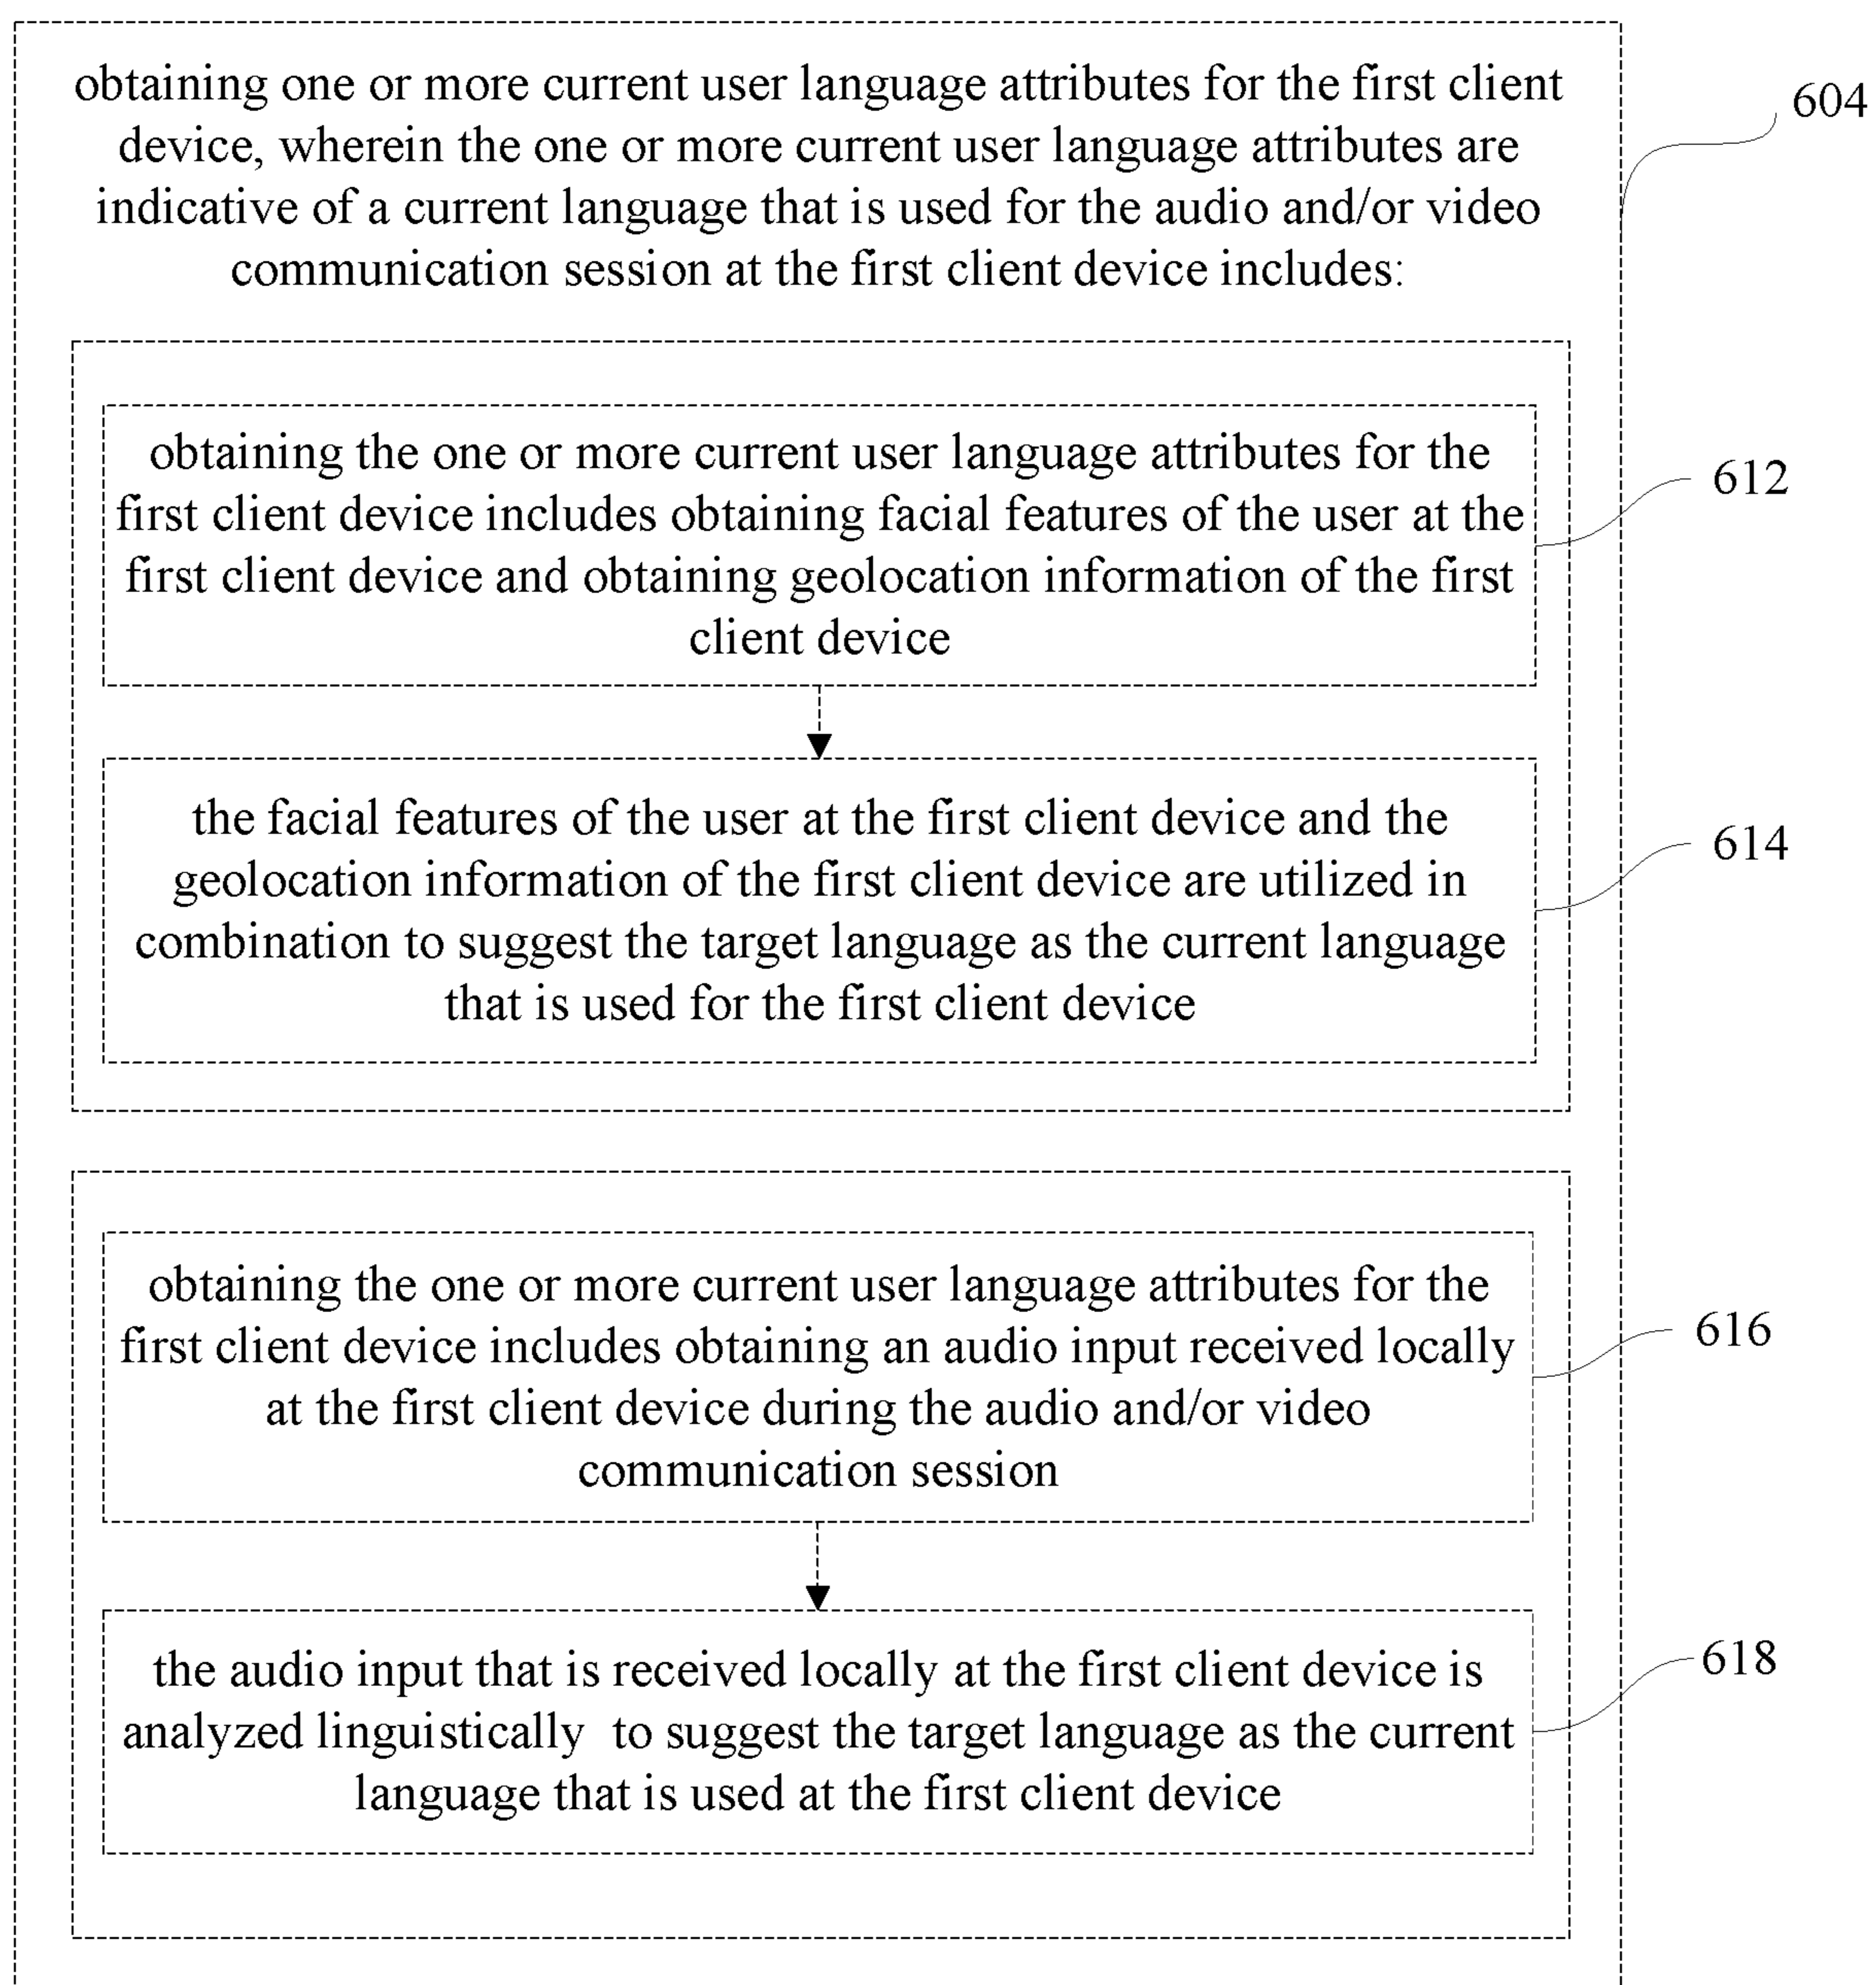 obtaining one or more current user language attributes for the first client
device, wherein the one or more current user language attributes are
indicative of a current language that is used for the audio and/or video
communication session at the first client device includes:
604
obtaining the one or more current user language attributes for the
first client device includes obtaining facial features of the user at the
first client device and obtaining geolocation information of the first
client device
612
the facial features of the user at the first client device and the
geolocation information of the first client device are utilized in
combination to suggest the target language as the current language
that is used for the first client device
614
obtaining the one or more current user language attributes for the
first client device includes obtaining an audio input received locally
at the first client device during the audio and/or video
communication session
616
the audio input that is received locally at the first client device is
analyzed linguistically  to suggest the target language as the current
language that is used at the first client device
618